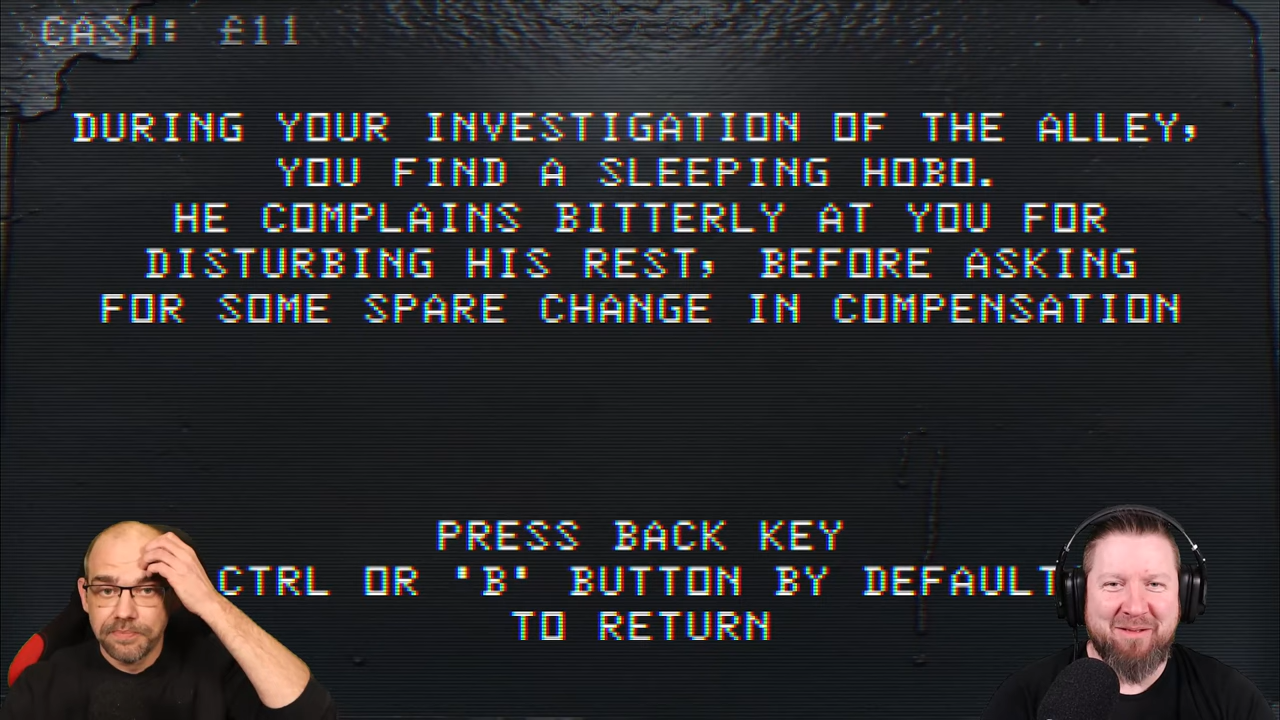 CASH: £11
DURING YOUR INVESTIGATION OF THE ALLEY,
YOU FIND A SLEEPING HOBO.
HE COMPLAINS BITTERLY AT YOU FOR
DISTURBING HIS REST, BEFORE ASKING
FOR SOME SPARE CHANGE IN COMPENSATION
PRESS BACK KEY
CTRL OR 'B' BUTTON BY DEFAULT
TO RETURN